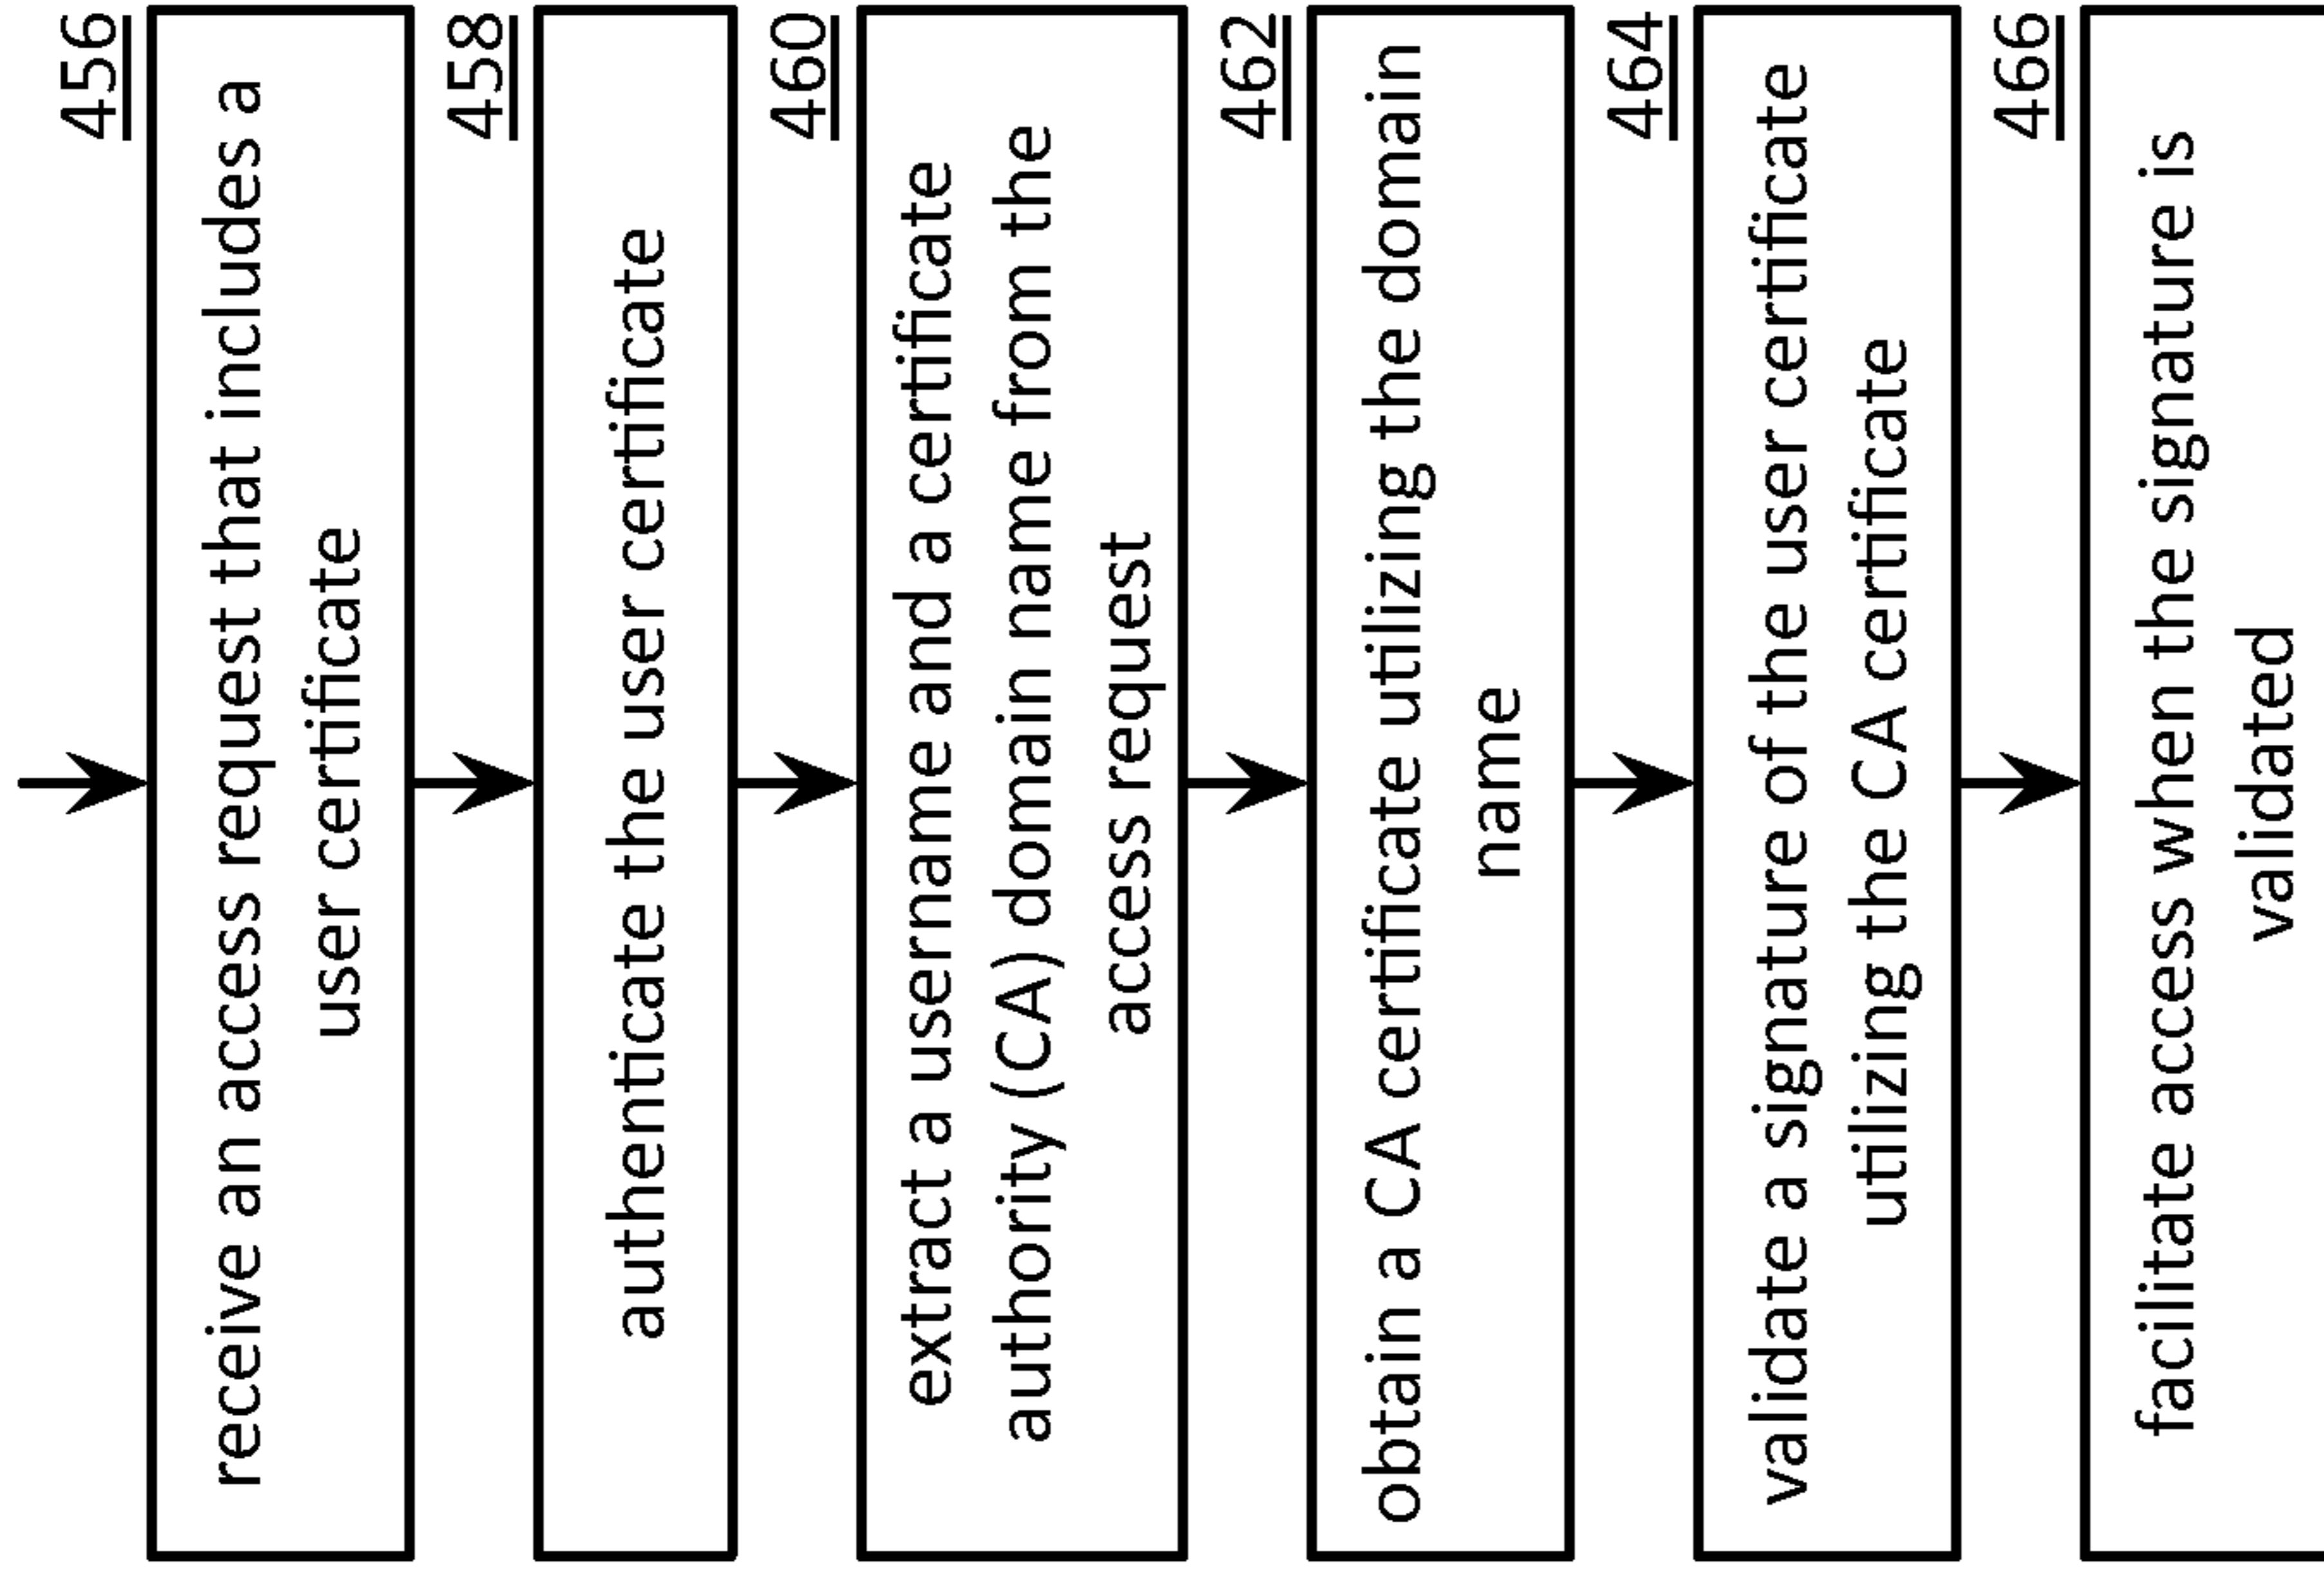 456
receive an access request that includes a
user certificate
458
authenticate the user certificate
460
extract a username and a certificate
authority (CA) domain name from the
access request
462
obtain a CA certificate utilizing the domain
name
464
validate a signature of the user certificate
utilizing the CA certificate
466
facilitate access when the signature is
validated